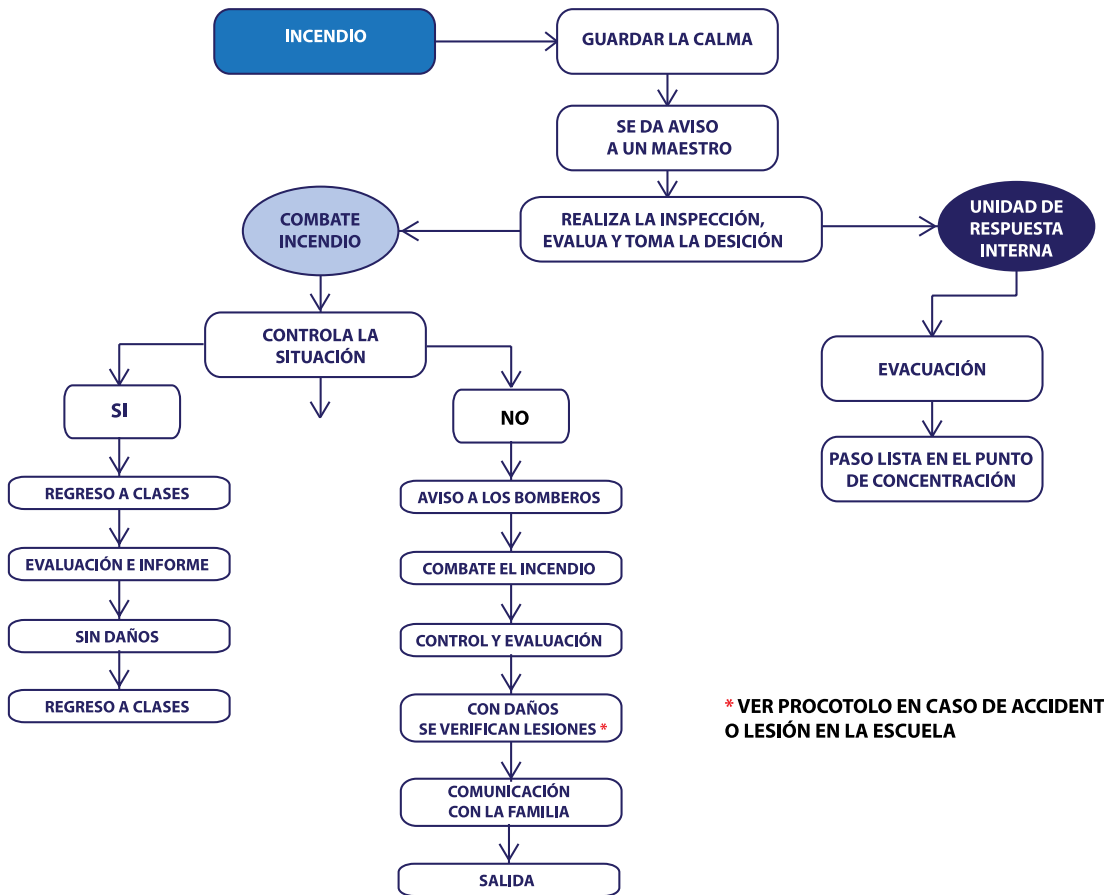 INCENDIO
GUARDAR LA CALMA
SE DA AVISO
A UN MAESTRO
REALIZA LA INSPECCIÓN,
EVALUA Y TOMA LA DESICIÓN
COMBATE
INCENDIO
UNIDAD DE
RESPUESTA
INTERNA
CONTROLA LA
SITUACIÓN
EVACUACIÓN
PASO LISTA EN EL PUNTO
DE CONCENTRACIÓN
SI
REGRESO A CLASES
EVALUACIÓN E INFORME
SIN DAÑOS
REGRESO A CLASES
NO
AVISO A LOS BOMBEROS
COMBATE EL INCENDIO
CONTROL Y EVALUACIÓN
CON DAÑOS
SE VERIFICAN LESIONES *
COMUNICACIÓN
CON LA FAMILIA
SALIDA
* VER PROCOTOLO EN CASO DE ACCIDENT
O LESIÓN EN LA ESCUELA